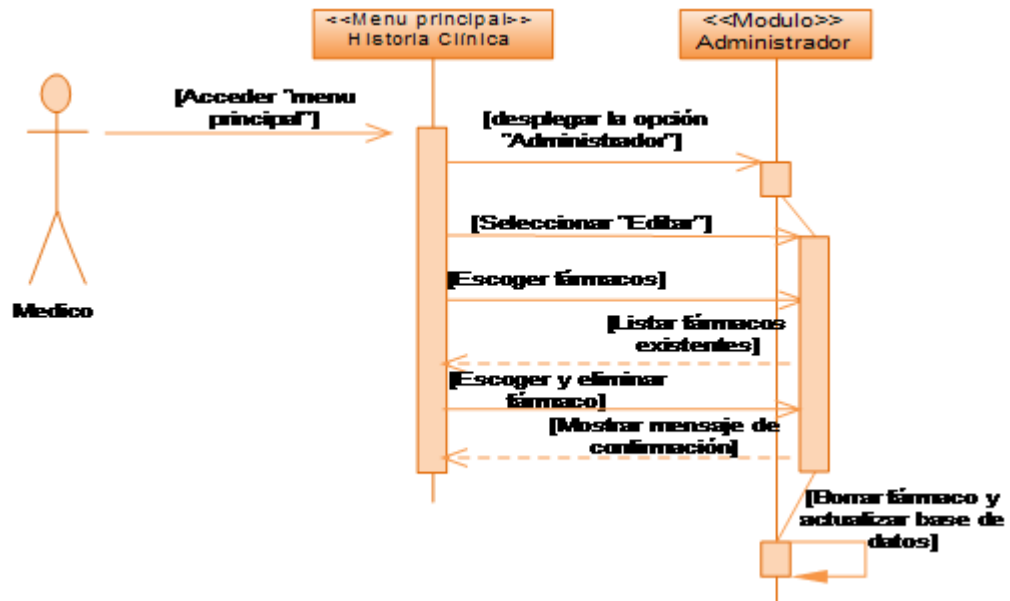 <<Menu principal>>
Historia Clínica
<<Modulo>>
Administrador
[Acceder "menu
principal"]
[desplegar la opción
"Administrador"]
[Seleccionar "Editar"]
[Escoger fármacos]
Medico
[Listar fármacos
existentes]
[Escoger y eliminar
fármaco]
[Mostrar mensaje de
confirmación]
[Borrar fármaco y
actualizar base de
datos]